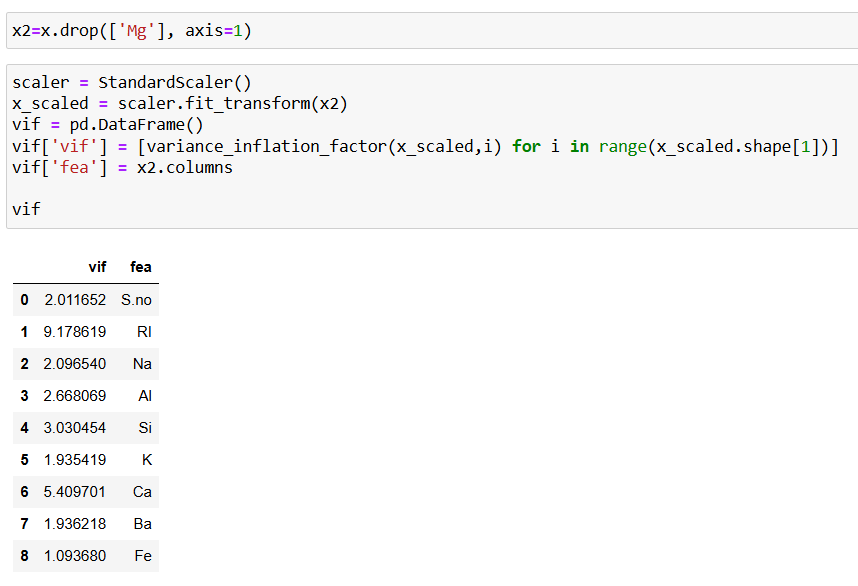 x2=x.drop(['Mg'], axis=1)
scaler = StandardScaler()
x_scaled = scaler.fit_transform(x2)
vif = pd.DataFrame()
vif['vif'] = [variance_inflation_factor(x_scaled,i) for i in range(x_scaled.shape[1])]
vif['fea'] = x2.columns
vif
vif fea
0 2.011652 S.no
1 9.178619 RI
2 2.096540 Na
3 2.668069 Al
4 3.030454 Si
5 1.935419 K
6 5.409701 Ca
7 1.936218 Ba
8 1.093680 Fe